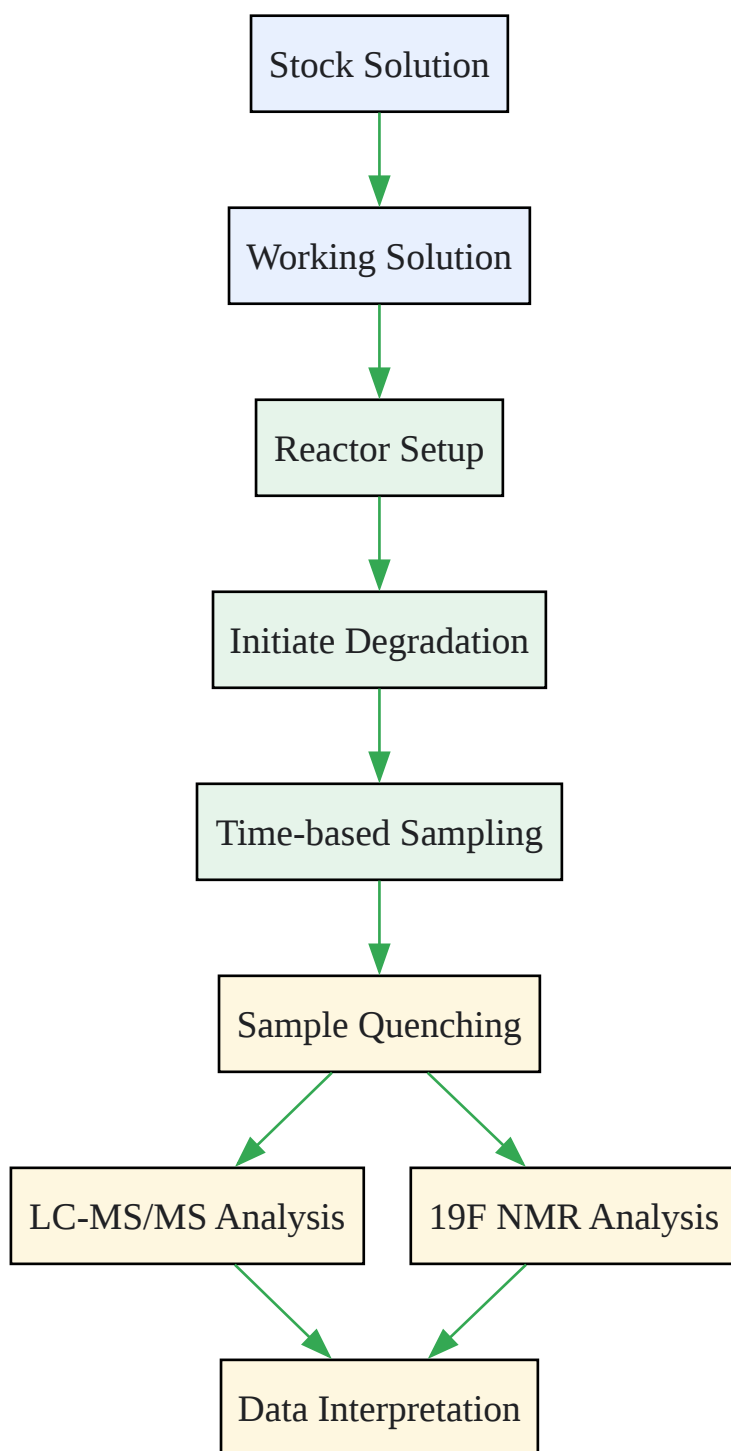 Stock Solution
Working Solution
Reactor Setup
Initiate Degradation
Time-based Sampling
Sample Quenching
LC-MS/MS Analysis
19F NMR Analysis
Data Interpretation